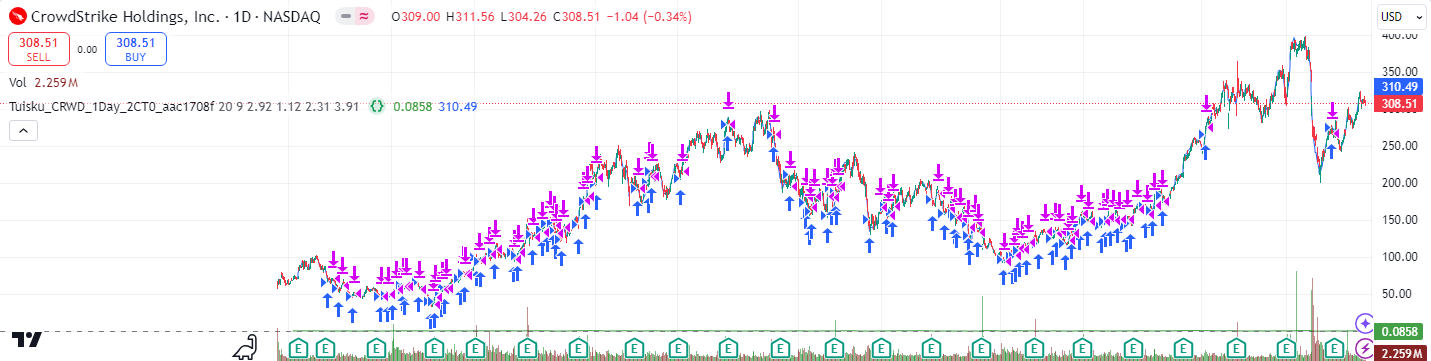 CrowdStrike Holdings, Inc. · 1D · NASDAQ O309.00 H311.56 L304.26 C308.51 −1.04 (−0.34%)
USD
308.51 SELL 0.00 308.51 BUY
Vol 2.259M
Tuisku_CRWD_1Day_2CT0_aac1708f 20 9 2.92 1.12 2.31 3.91 {} 0.0858 310.49
400.00
350.00
310.49
308.51
250.00
200.00
150.00
100.00
50.00
0.0858
2.259M
E E E E E E E E E E E E E E E E E E E E E E